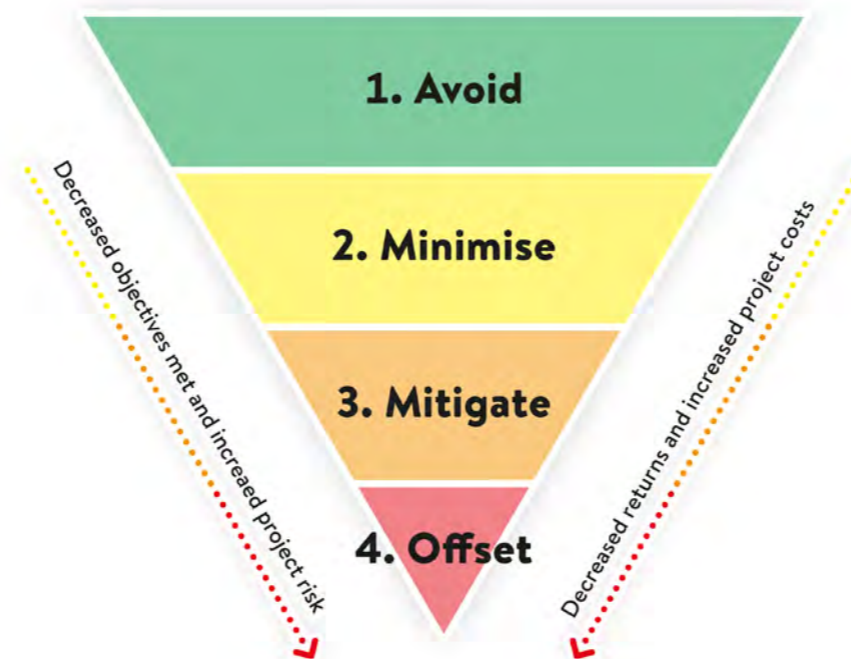 1. Avoid
2. Minimise
3. Mitigate
4. Offset
Decreased objectives met and increaed project risk
Decreased returns and increased project costs